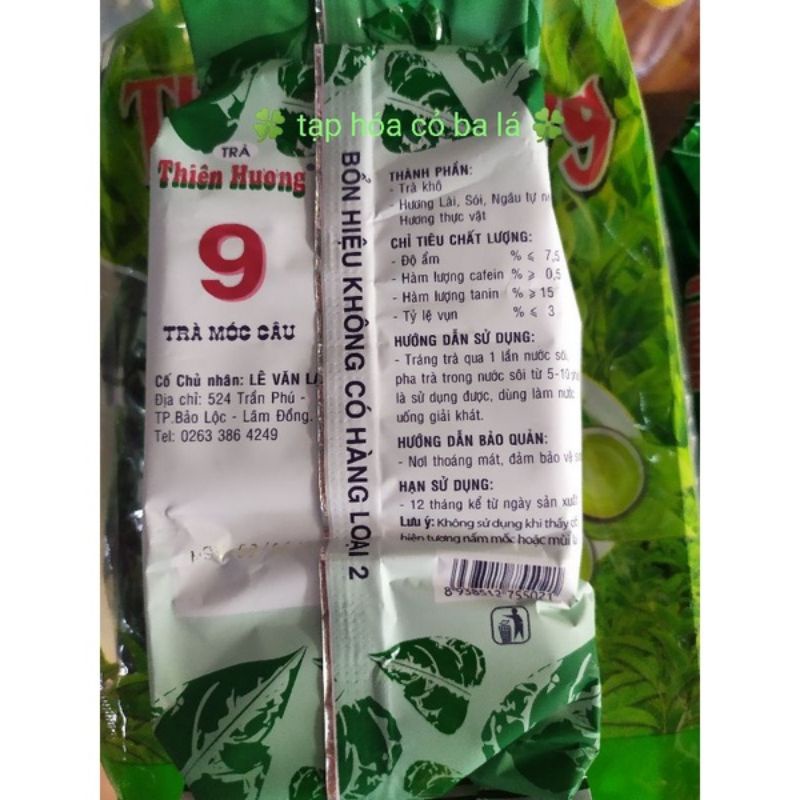 tạp hóa cỏ ba lá
TRÀ
Thiên Hương
9
TRÀ MÓC CÂU
Cố Chủ nhân: LÊ VĂN
Địa chỉ: 524 Trần Phú -
TP.Bảo Lộc - Lâm Đồng.
Tel: 0263 386 4249
BỔN HIỆU KHÔNG CÓ HÀNG LOẠI 2
THÀNH PHẦN:
- Trà khô
- Hương Lài, Sói, Ngâu tự
Hương thực vật
CHỈ TIÊU CHẤT LƯỢNG:
- Độ ẩm % ⩽ 7,5
- Hàm lượng cafein % ⩾ 0,5
- Hàm lượng tanin % ⩾ 15
- Tỷ lệ vụn % ⩽ 3
HƯỚNG DẪN SỬ DỤNG:
- Tráng trà qua 1 lần nước sôi,
pha trà trong nước sôi từ 5-10
là sử dụng được, dùng làm nước
uống giải khát.
HƯỚNG DẪN BẢO QUẢN:
- Nơi thoáng mát, đảm bảo vệ
HẠN SỬ DỤNG:
- 12 tháng kể từ ngày sản xuất
Lưu ý: Không sử dụng khi thấy có
hiện tượng nấm mốc hoặc mùi
8 938512 755021